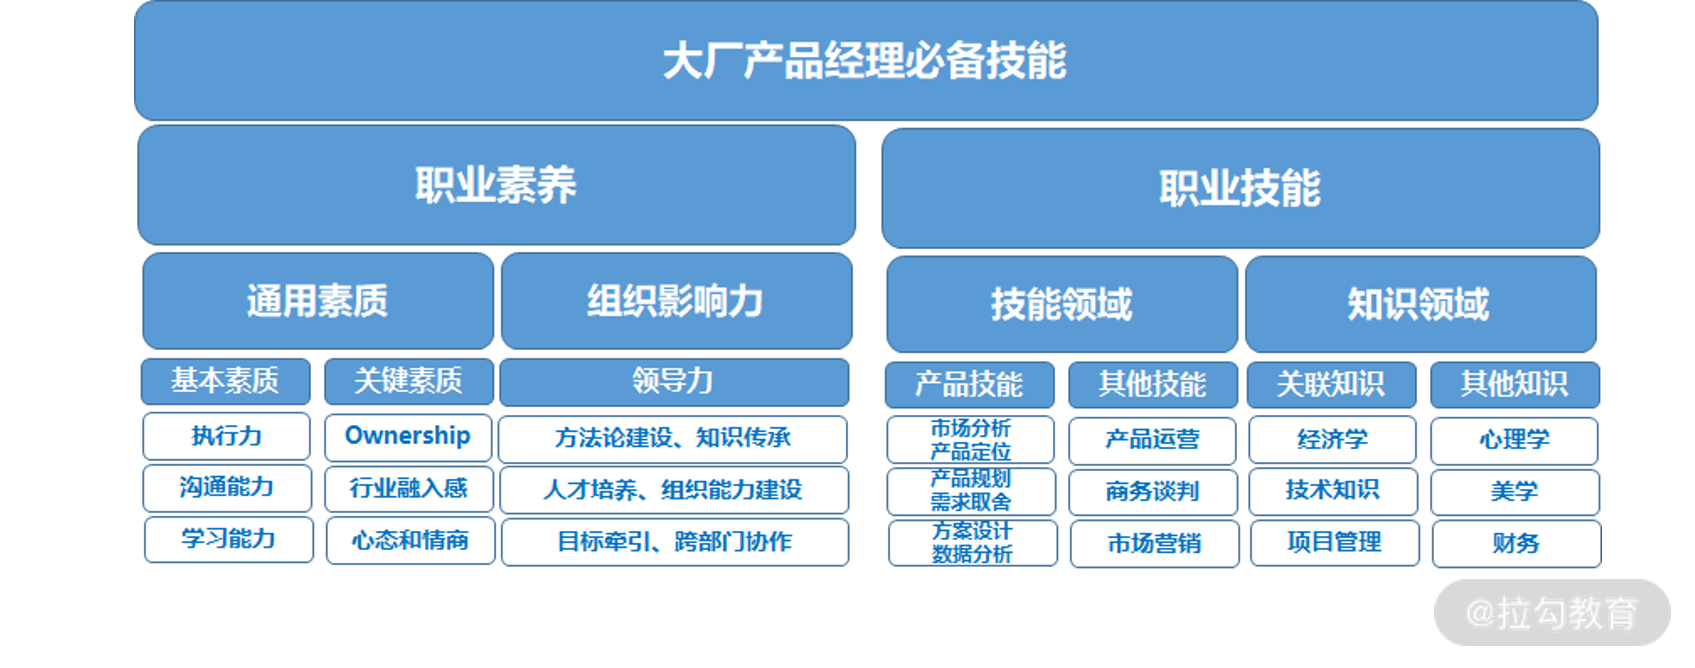 大厂产品经理必备技能
职业素养
职业技能
通用素质
组织影响力
技能领域
知识领域
基本素质
关键素质
领导力
产品技能
其他技能
关联知识
其他知识
执行力
Ownership
方法论建设、知识传承
市场分析
产品定位
产品运营
经济学
心理学
沟通能力
行业融入感
人才培养、组织能力建设
产品规划
需求取舍
商务谈判
技术知识
美学
学习能力
心态和情商
目标牵引、跨部门协作
方案设计
数据分析
市场营销
项目管理
财务
@拉勾教育